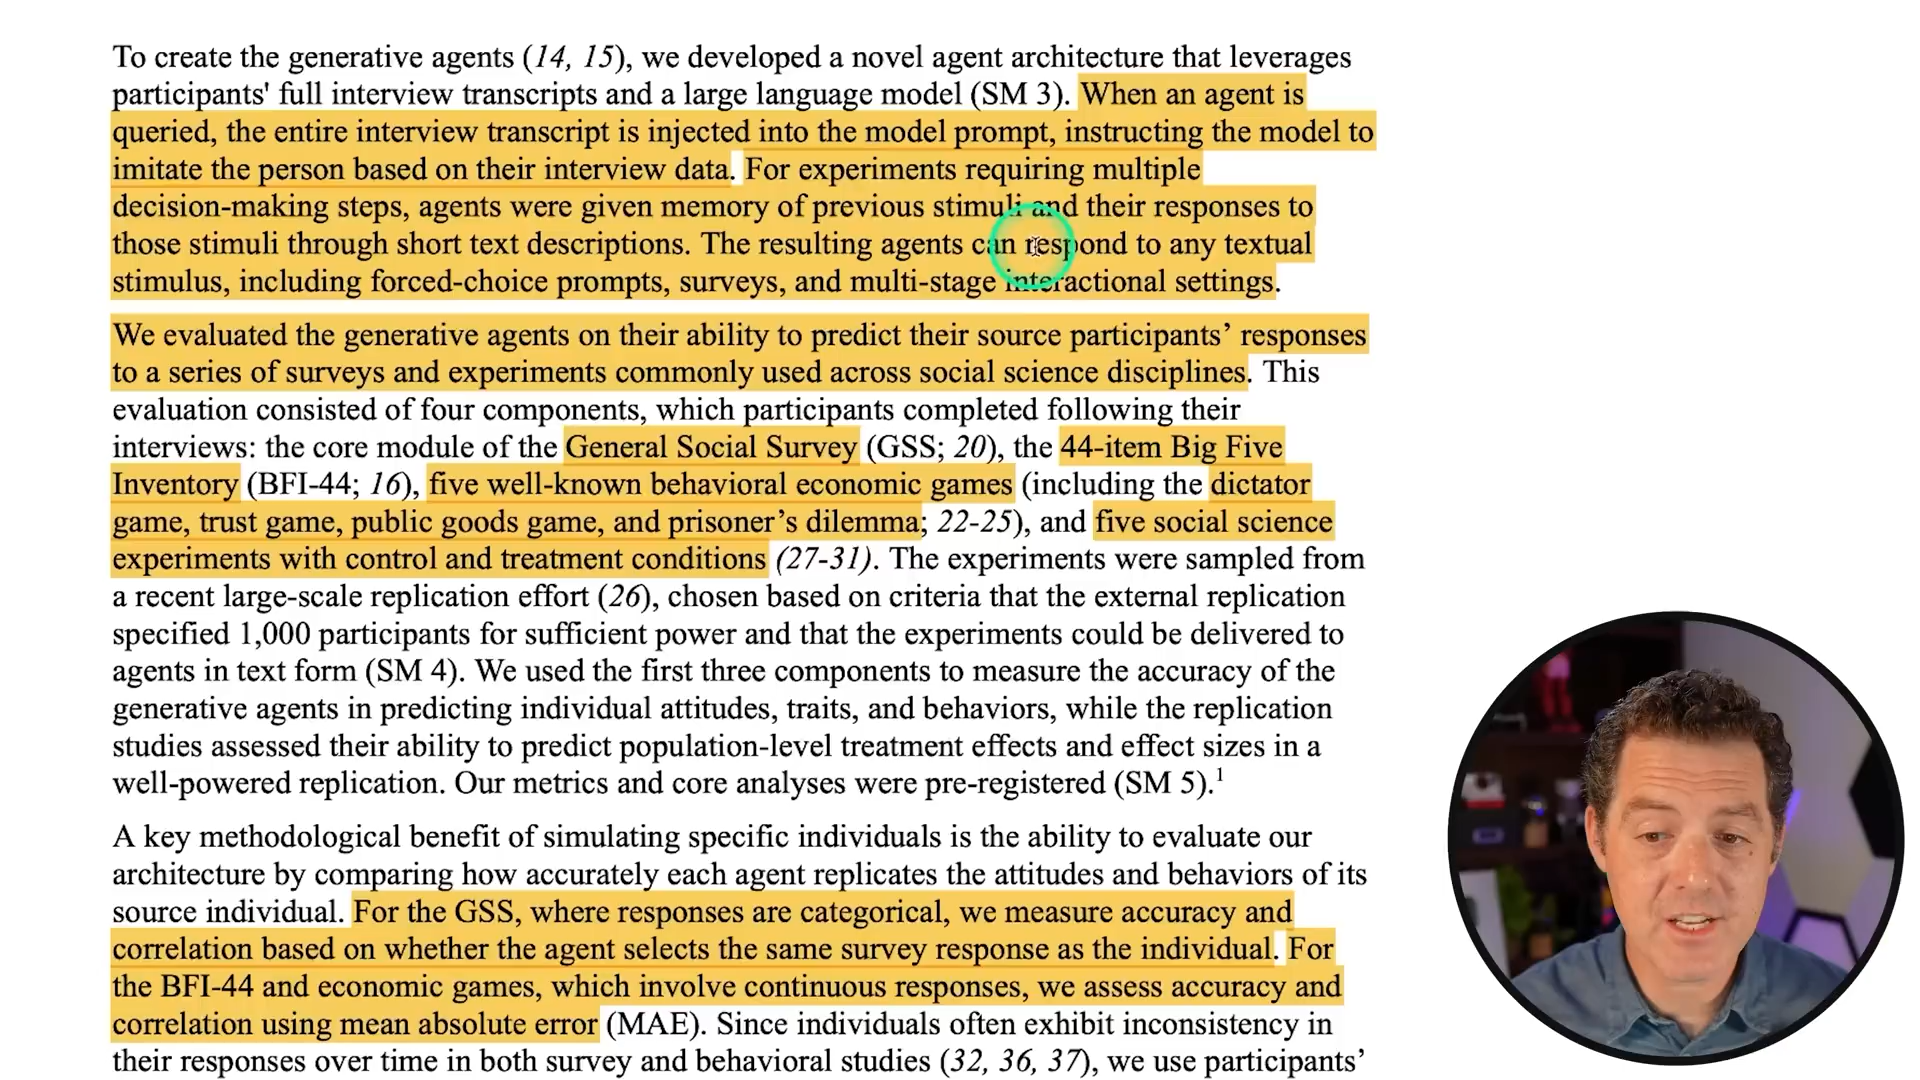 To create the generative agents (14, 15), we developed a novel agent architecture that leverages
participants' full interview transcripts and a large language model (SM 3). When an agent is
queried, the entire interview transcript is injected into the model prompt, instructing the model to
imitate the person based on their interview data. For experiments requiring multiple
decision-making steps, agents were given memory of previous stimuli and their responses to
those stimuli through short text descriptions. The resulting agents can respond to any textual
stimulus, including forced-choice prompts, surveys, and multi-stage interactional settings.
We evaluated the generative agents on their ability to predict their source participants’ responses
to a series of surveys and experiments commonly used across social science disciplines. This
evaluation consisted of four components, which participants completed following their
interviews: the core module of the General Social Survey (GSS; 20), the 44-item Big Five
Inventory (BFI-44; 16), five well-known behavioral economic games (including the dictator
game, trust game, public goods game, and prisoner’s dilemma; 22-25), and five social science
experiments with control and treatment conditions (27-31). The experiments were sampled from
a recent large-scale replication effort (26), chosen based on criteria that the external replication
specified 1,000 participants for sufficient power and that the experiments could be delivered to
agents in text form (SM 4). We used the first three components to measure the accuracy of the
generative agents in predicting individual attitudes, traits, and behaviors, while the replication
studies assessed their ability to predict population-level treatment effects and effect sizes in a
well-powered replication. Our metrics and core analyses were pre-registered (SM 5).¹
A key methodological benefit of simulating specific individuals is the ability to evaluate our
architecture by comparing how accurately each agent replicates the attitudes and behaviors of its
source individual. For the GSS, where responses are categorical, we measure accuracy and
correlation based on whether the agent selects the same survey response as the individual. For
the BFI-44 and economic games, which involve continuous responses, we assess accuracy and
correlation using mean absolute error (MAE). Since individuals often exhibit inconsistency in
their responses over time in both survey and behavioral studies (32, 36, 37), we use participants’